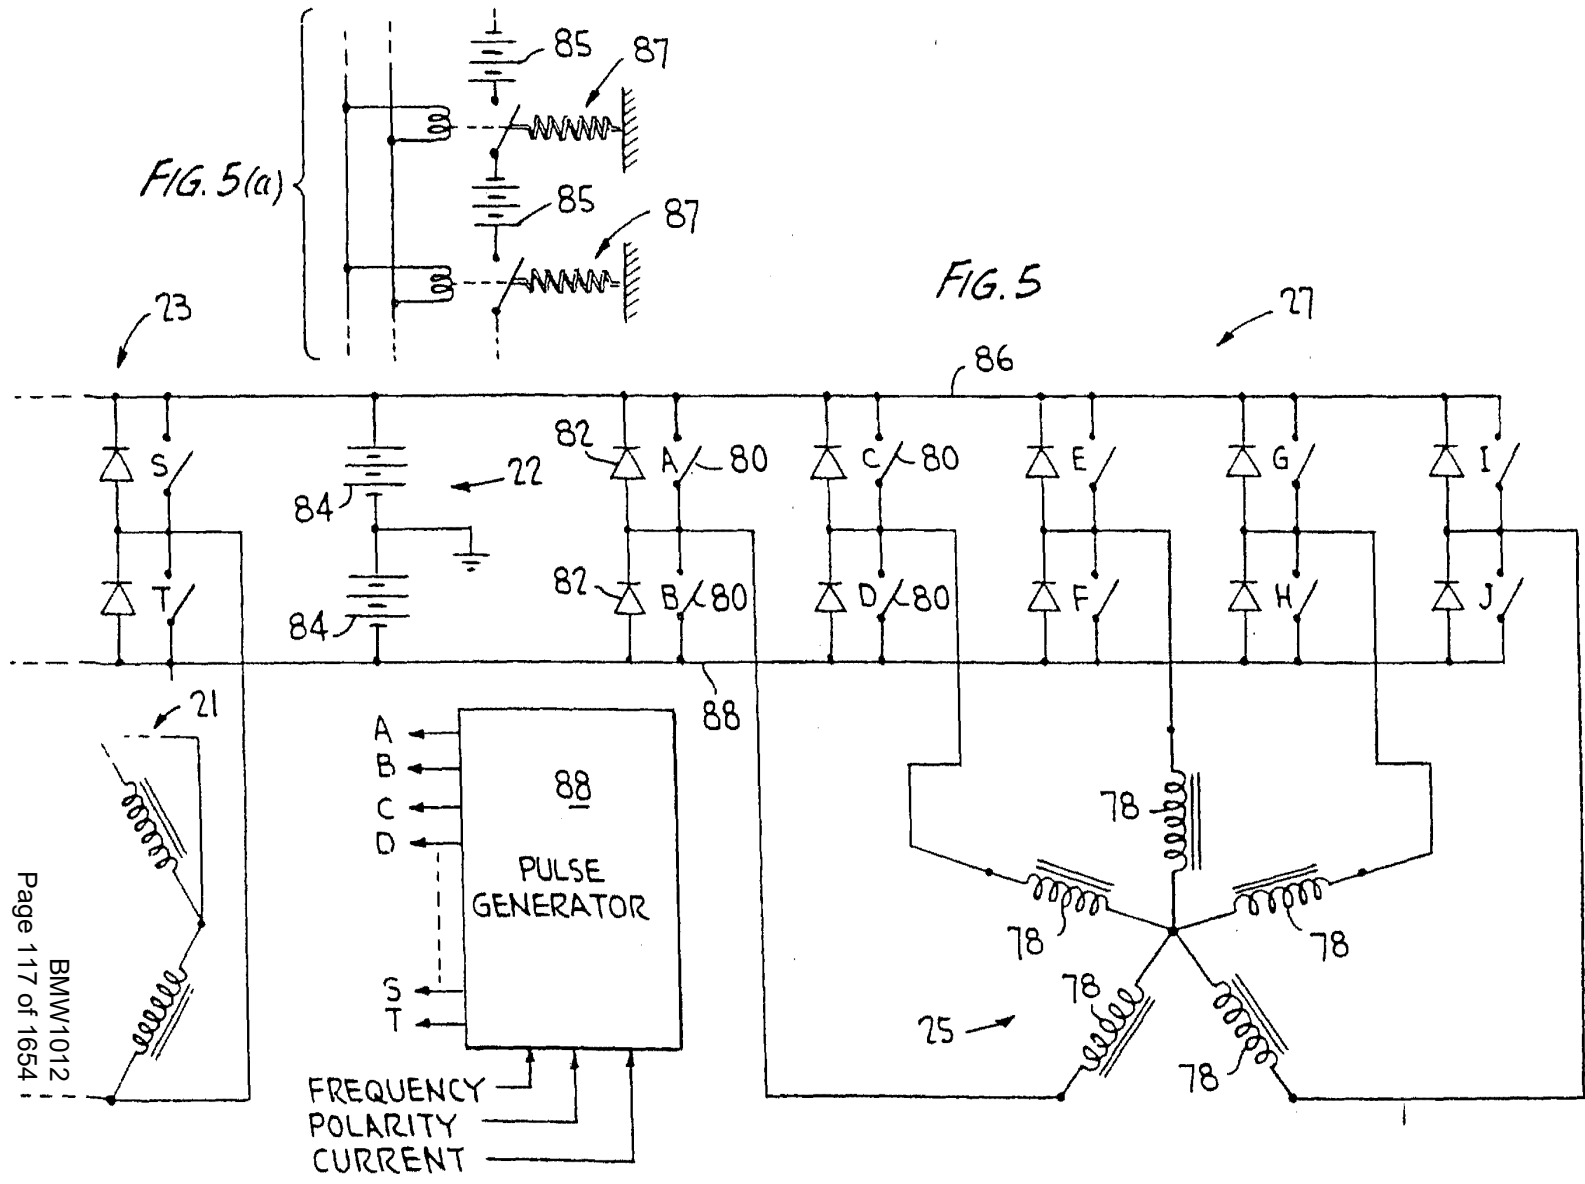 85
87
FIG. 5(a)
85
87
FIG. 5
23
27
86
82
S
A
80
C
80
E
G
I
22
84
82
T
B
80
D
80
F
H
J
84
21
88
A
B
C
D
88
PULSE
GENERATOR
S
T
78
78
78
78
78
25
FREQUENCY
POLARITY
CURRENT
BMW1012
Page 117 of 1654